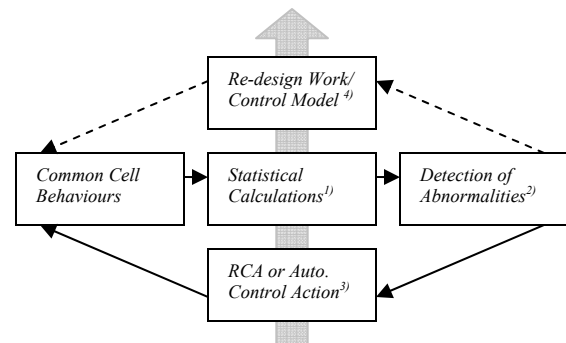 Re-design Work/
Control Model 4)
Common Cell
Behaviours
Statistical
Calculations1)
Detection of
Abnormalities2)
RCA or Auto.
Control Action3)